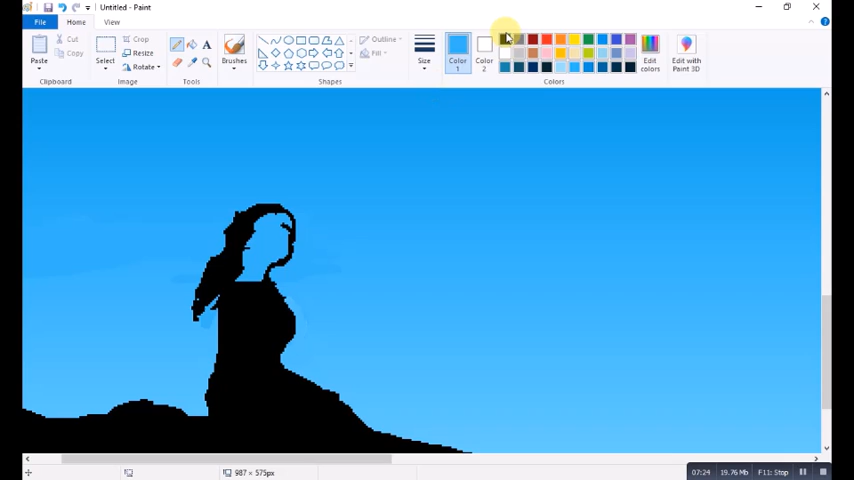 Untitled - Paint
File Home View
Paste Cut Copy Clipboard
Select Crop Resize Rotate Image
A Tools
Brushes
Outline Fill Shapes
Size
Color 1 Color 2 Edit colors Colors
Edit with Paint 3D
987 × 575px
07:24 19.76 Mb F11: Stop